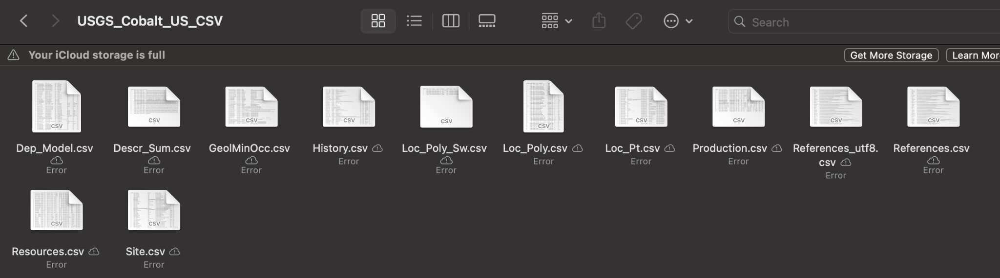 USGS_Cobalt_US_CSV
Search
Your iCloud storage is full
Get More Storage
Learn Mor
CSV
CSV
CSV
CSV
CSV
CSV
CSV
CSV
CSV
CSV
Dep_Model.csv
Error
Descr_Sum.csv
Error
GeolMinOcc.csv
Error
History.csv
Error
Loc_Poly_Sw.csv
Error
Loc_Poly.csv
Error
Loc_Pt.csv
Error
Production.csv
Error
References_utf8.
csv
Error
References.csv
Error
CSV
CSV
Resources.csv
Error
Site.csv
Error